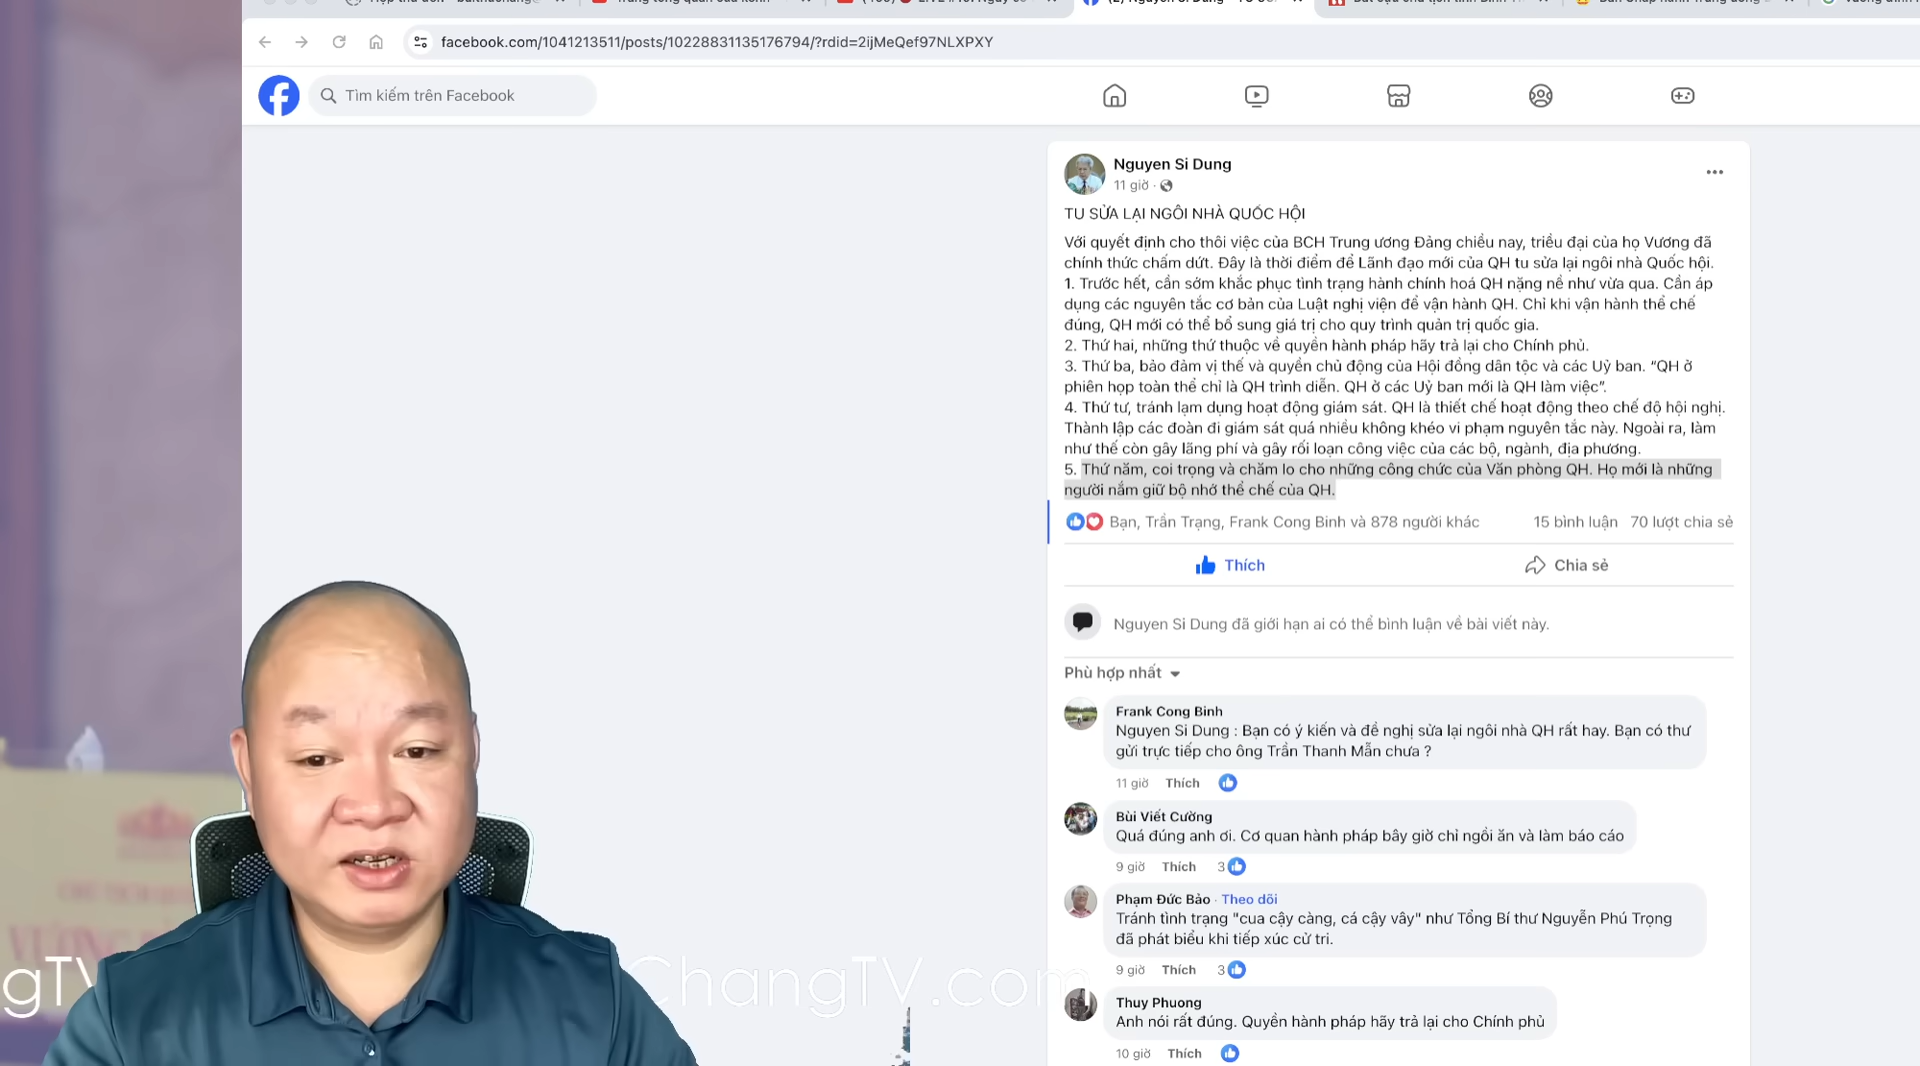 facebook.com/1041213511/posts/10228831135176794/?rdid=2ijMeQef97NLXPXY
Tìm kiếm trên Facebook
Nguyen Si Dung
11 giờ ·
TU SỬA LẠI NGÔI NHÀ QUỐC HỘI
Với quyết định cho thôi việc của BCH Trung ương Đảng chiều nay, triều đại của họ Vương đã
chính thức chấm dứt. Đây là thời điểm để Lãnh đạo mới của QH tu sửa lại ngôi nhà Quốc hội.
1. Trước hết, cần sớm khắc phục tình trạng hành chính hoá QH nặng nề như vừa qua. Cần áp
dụng các nguyên tắc cơ bản của Luật nghị viện để vận hành QH. Chỉ khi vận hành thể chế
đúng, QH mới có thể bổ sung giá trị cho quy trình quản trị quốc gia.
2. Thứ hai, những thứ thuộc về quyền hành pháp hãy trả lại cho Chính phủ.
3. Thứ ba, bảo đảm vị thế và quyền chủ động của Hội đồng dân tộc và các Uỷ ban. “QH ở
phiên họp toàn thể chỉ là QH trình diễn. QH ở các Uỷ ban mới là QH làm việc”.
4. Thứ tư, tránh lạm dụng hoạt động giám sát. QH là thiết chế hoạt động theo chế độ hội nghị.
Thành lập các đoàn đi giám sát quá nhiều không khéo vi phạm nguyên tắc này. Ngoài ra, làm
như thế còn gây lãng phí và gây rối loạn công việc của các bộ, ngành, địa phương.
5. Thứ năm, coi trọng và chăm lo cho những công chức của Văn phòng QH. Họ mới là những
người nắm giữ bộ nhớ thể chế của QH.
Bạn, Trần Trạng, Frank Cong Binh và 878 người khác 15 bình luận 70 lượt chia sẻ
Thích Chia sẻ
Nguyen Si Dung đã giới hạn ai có thể bình luận về bài viết này.
Phù hợp nhất
Frank Cong Binh
Nguyen Si Dung : Bạn có ý kiến và đề nghị sửa lại ngôi nhà QH rất hay. Bạn có thư
gửi trực tiếp cho ông Trần Thanh Mẫn chưa ?
11 giờ Thích
Bùi Viết Cường
Quá đúng anh ơi. Cơ quan hành pháp bây giờ chỉ ngồi ăn và làm báo cáo
9 giờ Thích 3
Phạm Đức Bảo · Theo dõi
Tránh tình trạng "cua cậy càng, cá cậy vây" như Tổng Bí thư Nguyễn Phú Trọng
đã phát biểu khi tiếp xúc cử tri.
9 giờ Thích 3
Thuy Phuong
Anh nói rất đúng. Quyền hành pháp hãy trả lại cho Chính phủ
10 giờ Thích
gTV ChangTV.com